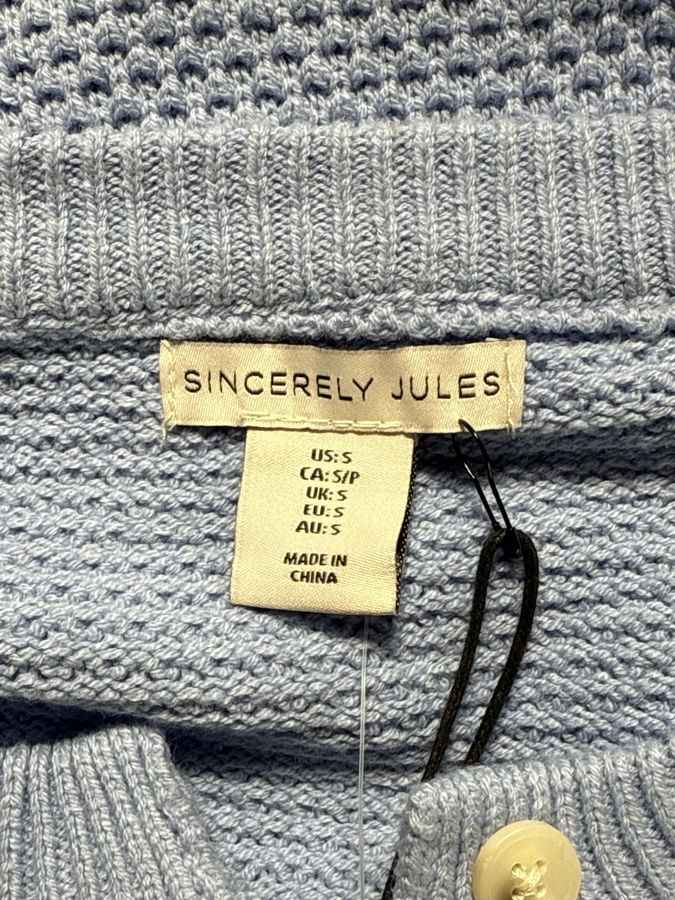 SINCERELY JULES
US: S
CA: S/P
UK: S
EU: S
AU: S
MADE IN
CHINA